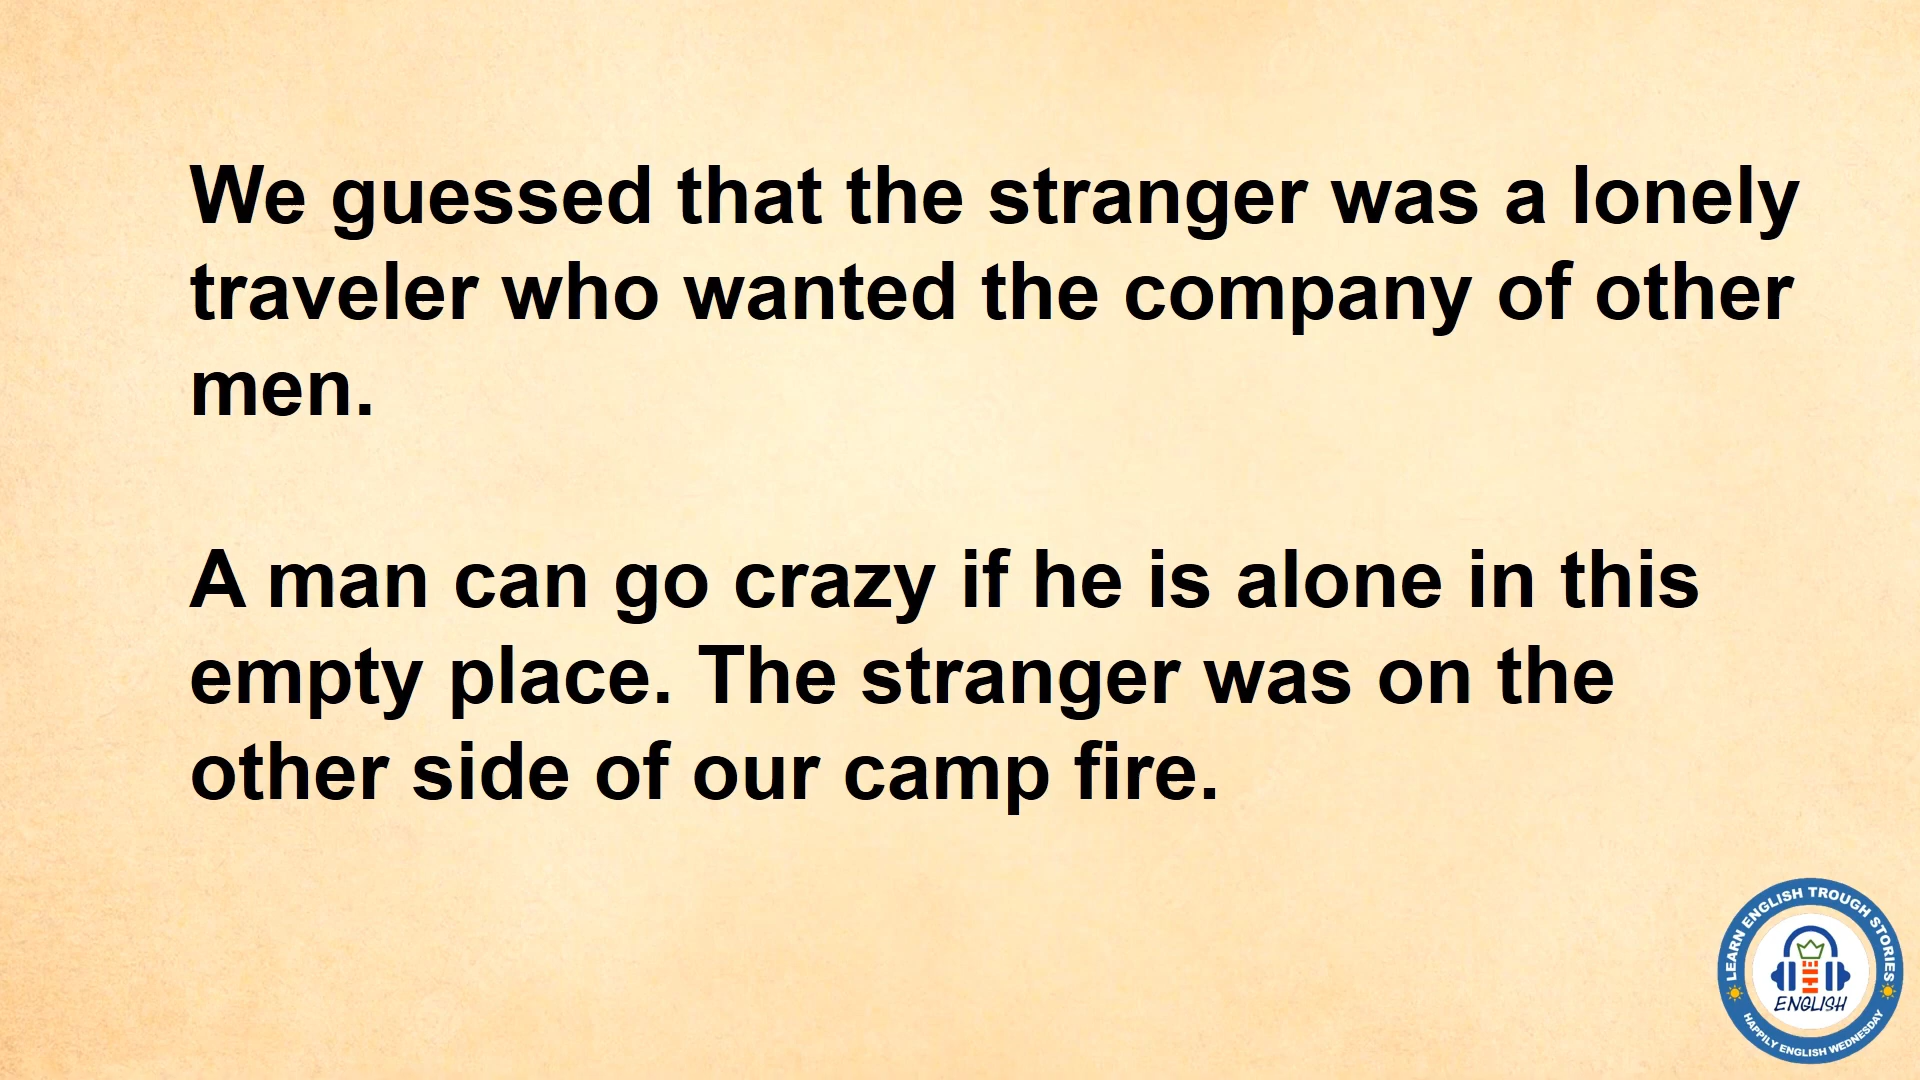 We guessed that the stranger was a lonely
traveler who wanted the company of other
men.
A man can go crazy if he is alone in this
empty place. The stranger was on the
other side of our camp fire.
LEARN ENGLISH TROUGH STORIES
ENGLISH
HAPPILY ENGLISH WEDNESDAY